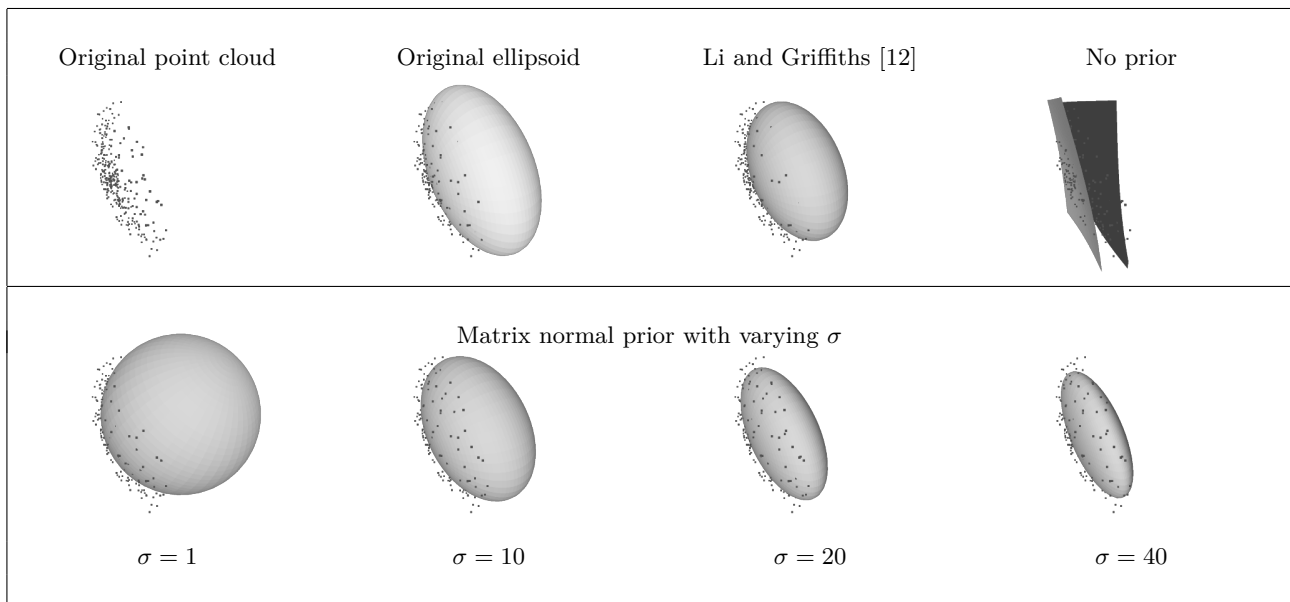 Original point cloud
Original ellipsoid
Li and Griffiths [12]
No prior
Matrix normal prior with varying σ
σ = 1
σ = 10
σ = 20
σ = 40